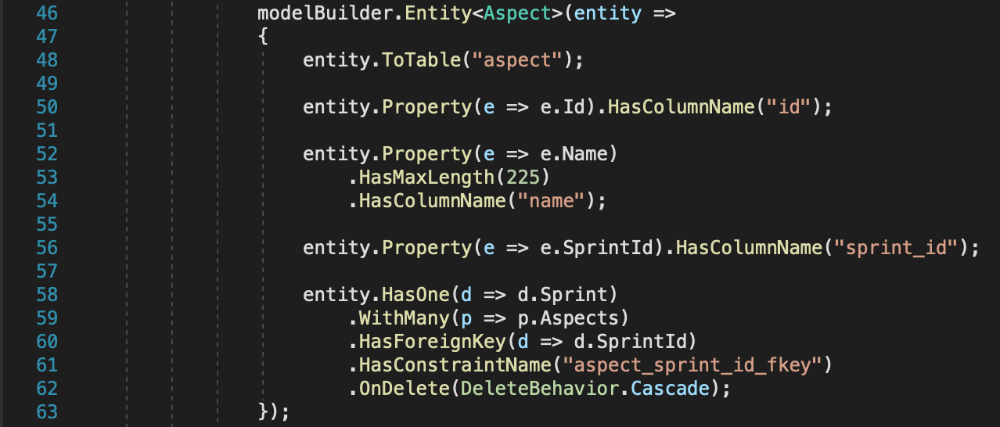 46 modelBuilder.Entity<Aspect>(entity =>
47 {
48 entity.ToTable("aspect");
49
50 entity.Property(e => e.Id).HasColumnName("id");
51
52 entity.Property(e => e.Name)
53 .HasMaxLength(225)
54 .HasColumnName("name");
55
56 entity.Property(e => e.SprintId).HasColumnName("sprint_id");
57
58 entity.HasOne(d => d.Sprint)
59 .WithMany(p => p.Aspects)
60 .HasForeignKey(d => d.SprintId)
61 .HasConstraintName("aspect_sprint_id_fkey")
62 .OnDelete(DeleteBehavior.Cascade);
63 });